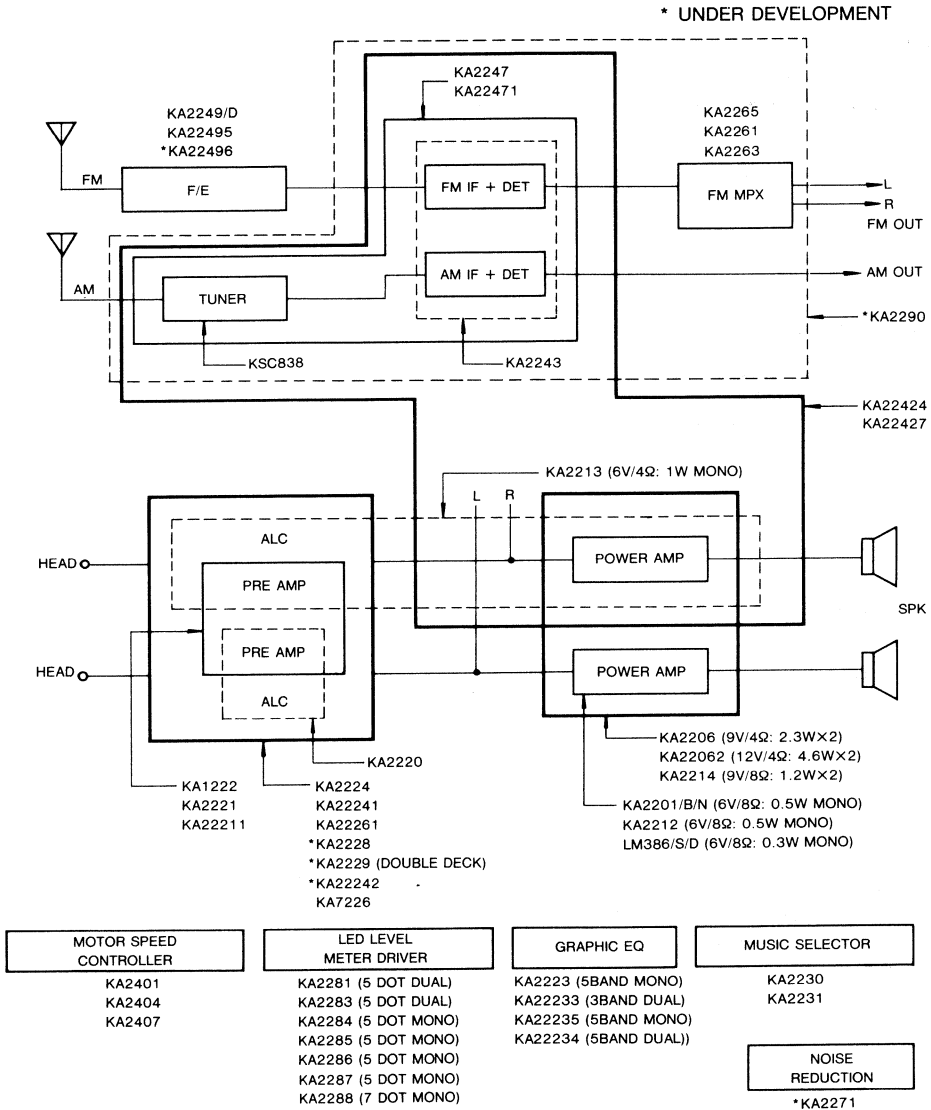 * UNDER DEVELOPMENT
KA2247
KA22471
KA2249/D
KA22495
*KA22496
KA2265
KA2261
KA2263
FM
F/E
FM IF + DET
FM MPX
L
R
FM OUT
AM
TUNER
AM IF + DET
AM OUT
*KA2290
KSC838
KA2243
KA22424
KA22427
KA2213 (6V/4Ω: 1W MONO)
L
R
HEAD
ALC
PRE AMP
POWER AMP
SPK
HEAD
PRE AMP
ALC
POWER AMP
KA2220
KA1222
KA2221
KA22211
KA2224
KA22241
KA22261
*KA2228
*KA2229 (DOUBLE DECK)
*KA22242
KA7226
KA2206 (9V/4Ω: 2.3W×2)
KA22062 (12V/4Ω: 4.6W×2)
KA2214 (9V/8Ω: 1.2W×2)
KA2201/B/N (6V/8Ω: 0.5W MONO)
KA2212 (6V/8Ω: 0.5W MONO)
LM386/S/D (6V/8Ω: 0.3W MONO)
MOTOR SPEED
CONTROLLER
KA2401
KA2404
KA2407
LED LEVEL
METER DRIVER
KA2281 (5 DOT DUAL)
KA2283 (5 DOT DUAL)
KA2284 (5 DOT MONO)
KA2285 (5 DOT MONO)
KA2286 (5 DOT MONO)
KA2287 (5 DOT MONO)
KA2288 (7 DOT MONO)
GRAPHIC EQ
KA2223 (5BAND MONO)
KA22233 (3BAND DUAL)
KA22235 (5BAND MONO)
KA22234 (5BAND DUAL))
MUSIC SELECTOR
KA2230
KA2231
NOISE
REDUCTION
*KA2271